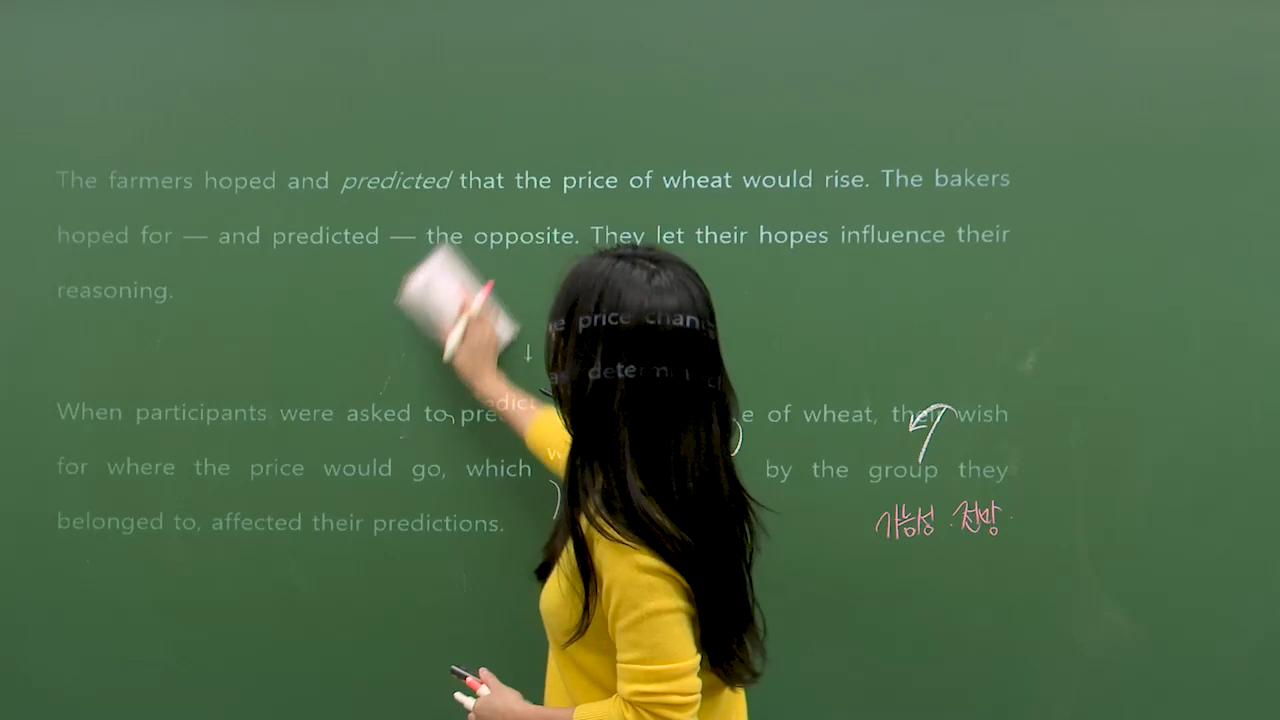 The farmers hoped and predicted that the price of wheat would rise. The bakers
hoped for — and predicted — the opposite. They let their hopes influence their
reasoning.
price
When participants were asked to of wheat, their wish
for where the price would go, which by the group they
가능성 전망
belonged to, affected their predictions.